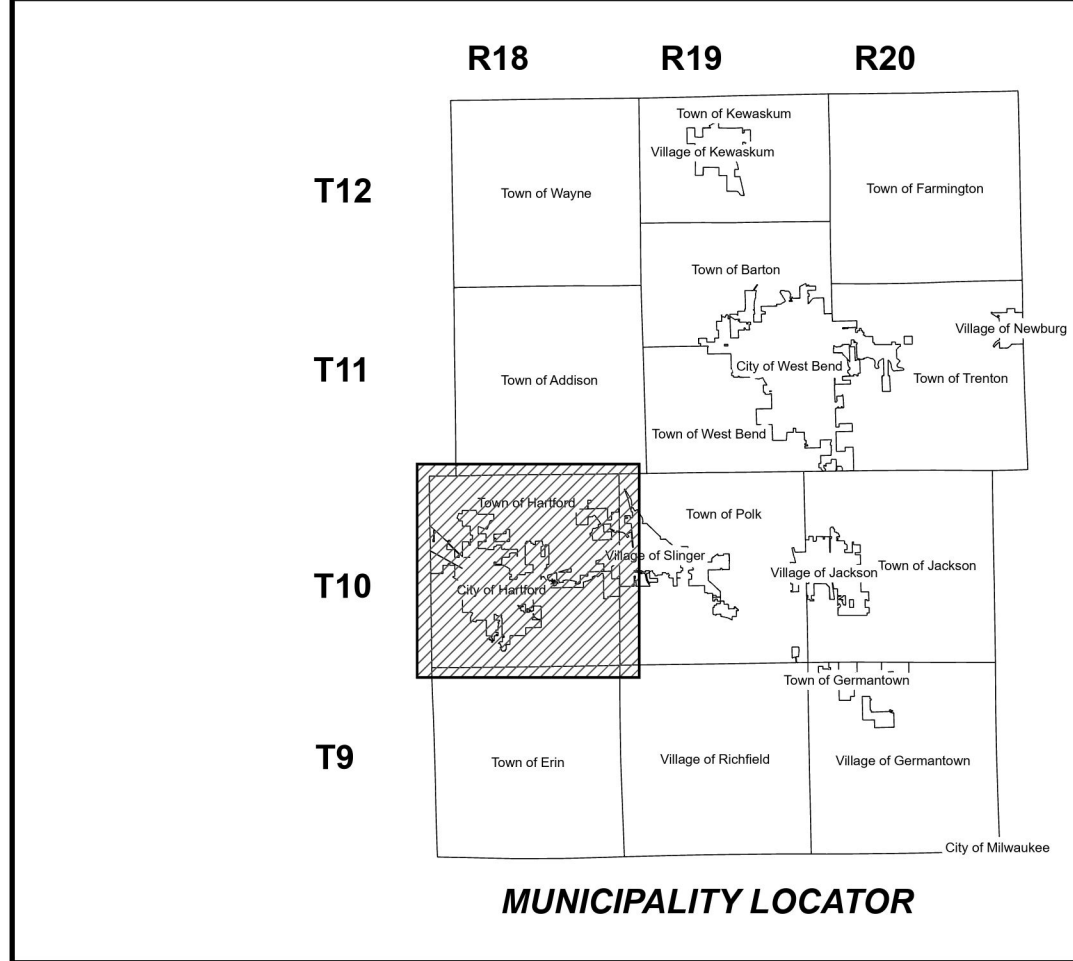 R18 R19 R20
Town of Kewaskum
Village of Kewaskum
T12
Town of Wayne
Town of Farmington
Town of Barton
Village of Newburg
T11
City of West Bend
Town of Addison
Town of Trenton
Town of West Bend
Town of Hartford
Town of Polk
Village of Slinger
T10
Village of Jackson
Town of Jackson
City of Hartford
Town of Germantown
T9
Town of Erin
Village of Richfield
Village of Germantown
City of Milwaukee
MUNICIPALITY LOCATOR